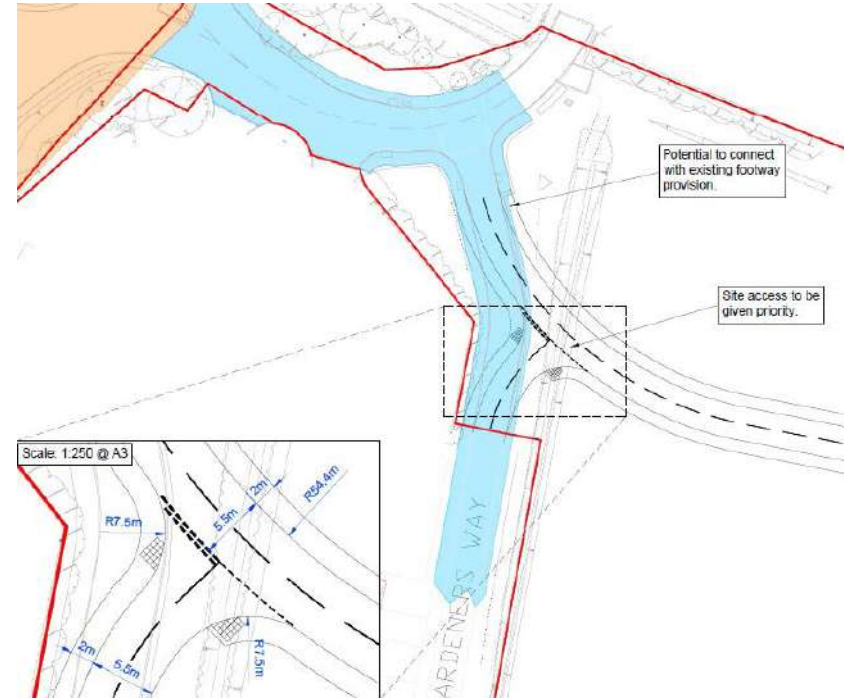 Potential to connect
with existing footway
provision.
Site access to be
given priority.
Scale: 1:250 @ A3
2m
R54.4m
5.5m
R7.5m
R7.5m
2m
5.5m
ARDENERS WAY